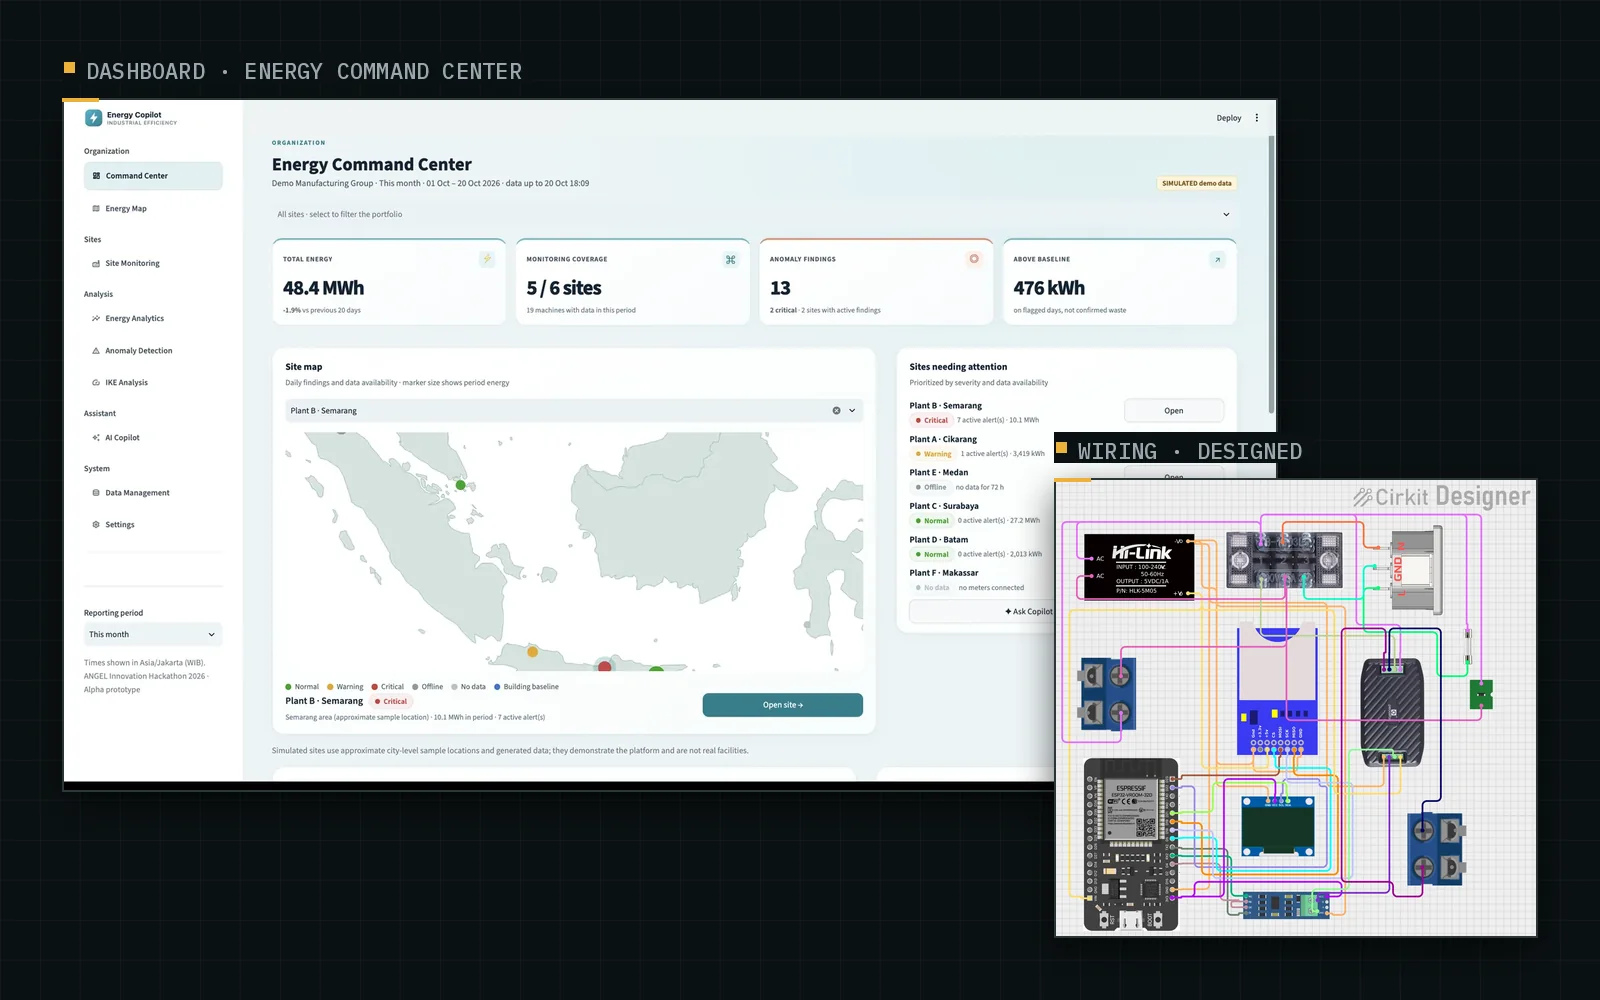 DASHBOARD · ENERGY COMMAND CENTER
Energy Copilot
INDUSTRIAL EFFICIENCY
Organization
Command Center
Energy Map
Sites
Site Monitoring
Analysis
Energy Analytics
Anomaly Detection
IKE Analysis
Assistant
AI Copilot
System
Data Management
Settings
Reporting period
This month
Times shown in Asia/Jakarta (WIB).
ANGEL Innovation Hackathon 2026 ·
Alpha prototype
Deploy
ORGANIZATION
Energy Command Center
Demo Manufacturing Group · This month · 01 Oct – 20 Oct 2026 · data up to 20 Oct 18:09
SIMULATED demo data
All sites · select to filter the portfolio
TOTAL ENERGY
48.4 MWh
-1.9% vs previous 20 days
MONITORING COVERAGE
5 / 6 sites
19 machines with data in this period
ANOMALY FINDINGS
13
2 critical · 2 sites with active findings
ABOVE BASELINE
476 kWh
on flagged days, not confirmed waste
Site map
Daily findings and data availability · marker size shows period energy
Plant B · Semarang
Normal
Warning
Critical
Offline
No data
Building baseline
Plant B · Semarang
Critical
Semarang area (approximate sample location) · 10.1 MWh in period · 7 active alert(s)
Open site →
Simulated sites use approximate city-level sample locations and generated data; they demonstrate the platform and are not real facilities.
Sites needing attention
Prioritized by severity and data availability
Plant B · Semarang
Critical
7 active alert(s) · 10.1 MWh
Open
Plant A · Cikarang
Warning
1 active alert(s) · 3,419 kWh
Plant E · Medan
Offline
no data for 72 h
Open
Plant C · Surabaya
Normal
0 active alert(s) · 27.2 MWh
Plant D · Batam
Normal
0 active alert(s) · 2,013 kWh
Plant F · Makassar
No data
no meters connected
Ask Copilot
WIRING · DESIGNED
Cirkit Designer
Hi-Link
INPUT : 100-240V
50-60Hz
OUTPUT : 5VDC/1A
P/N: HLK-5M05
AC
AC
-Vo
+Vo
N
GND
L
ESPRESSIF
ESP32-WROOM-32D